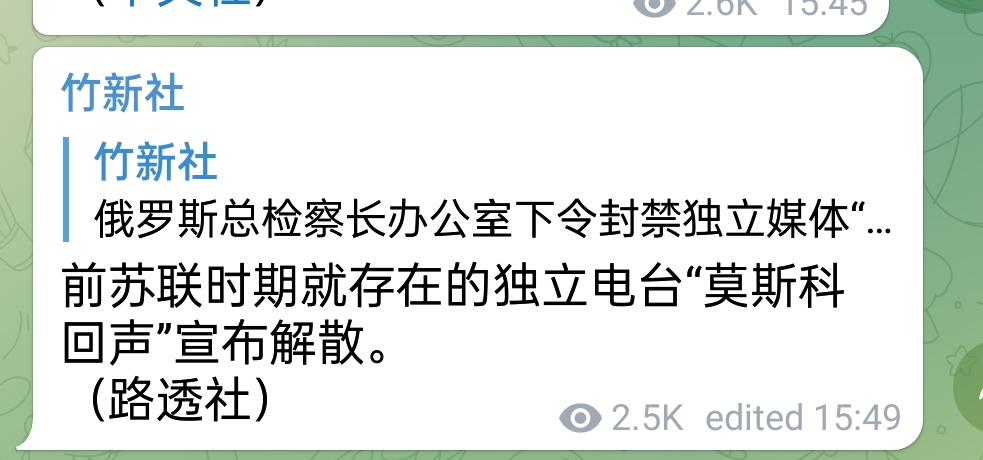 2.6K 15:45
竹新社
竹新社
俄罗斯总检察长办公室下令封禁独立媒体“...
前苏联时期就存在的独立电台“莫斯科
回声”宣布解散。
（路透社）
2.5K edited 15:49